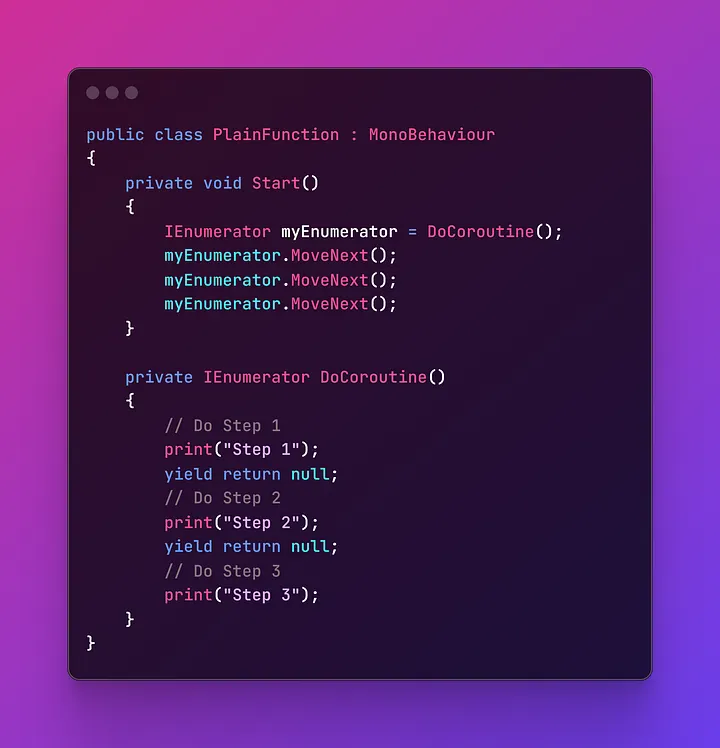 public class PlainFunction : MonoBehaviour
{
    private void Start()
    {
        IEnumerator myEnumerator = DoCoroutine();
        myEnumerator.MoveNext();
        myEnumerator.MoveNext();
        myEnumerator.MoveNext();
    }

    private IEnumerator DoCoroutine()
    {
        // Do Step 1
        print("Step 1");
        yield return null;
        // Do Step 2
        print("Step 2");
        yield return null;
        // Do Step 3
        print("Step 3");
    }
}